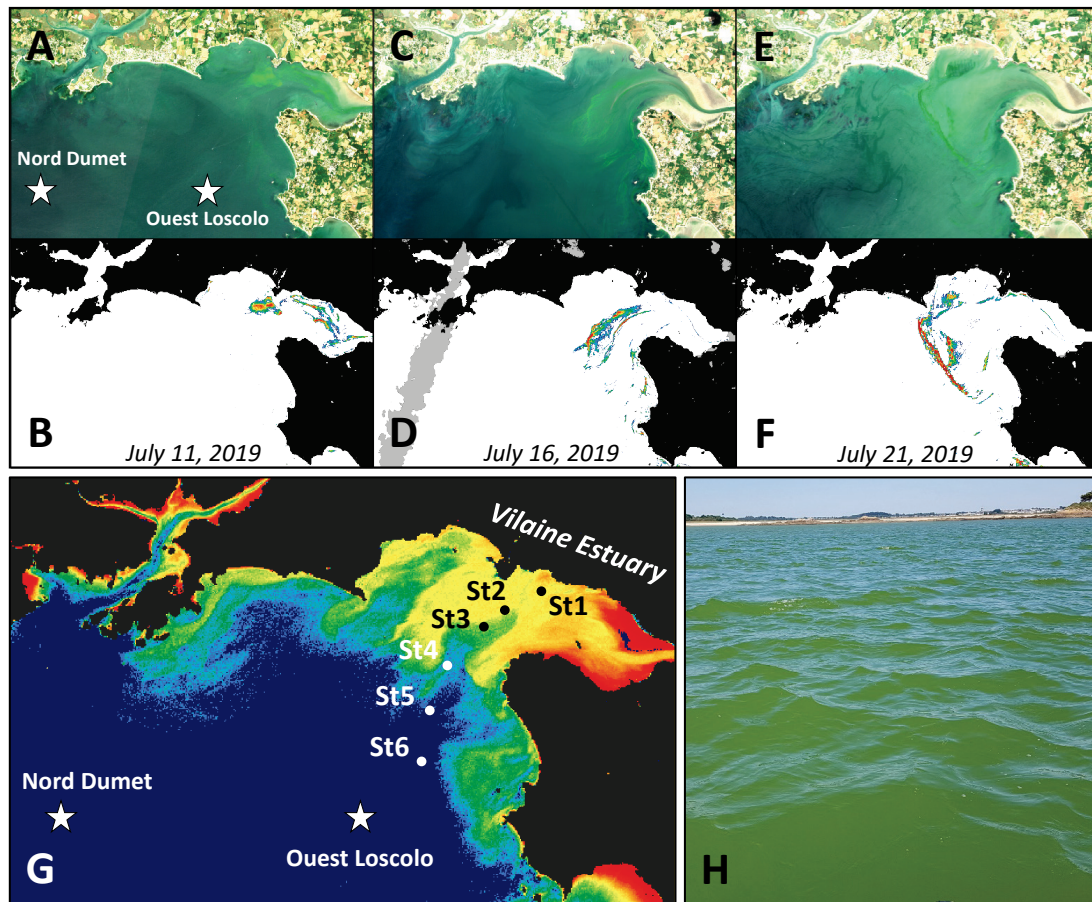 A
C
E
Nord Dumet
Ouest Loscolo
B
July 11, 2019
D
July 16, 2019
F
July 21, 2019
Vilaine Estuary
St1
St2
St3
St4
St5
St6
Nord Dumet
Ouest Loscolo
G
H